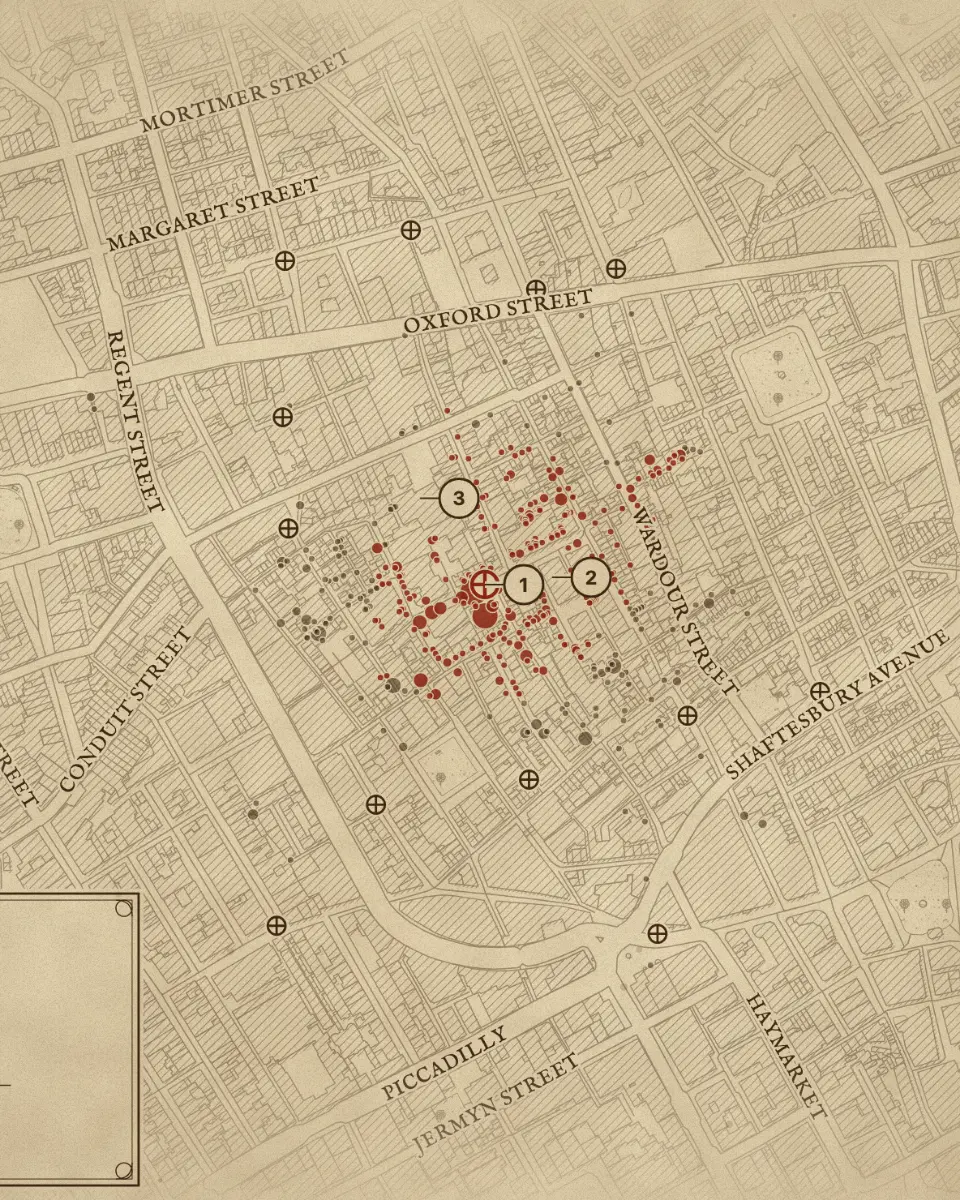 MORTIMER STREET
MARGARET STREET
OXFORD STREET
REGENT STREET
3
WARDOUR STREET
1
2
CONDUIT STREET
SHAFTESBURY AVENUE
REET
PICCADILLY
HAYMARKET
JERMYN STREET